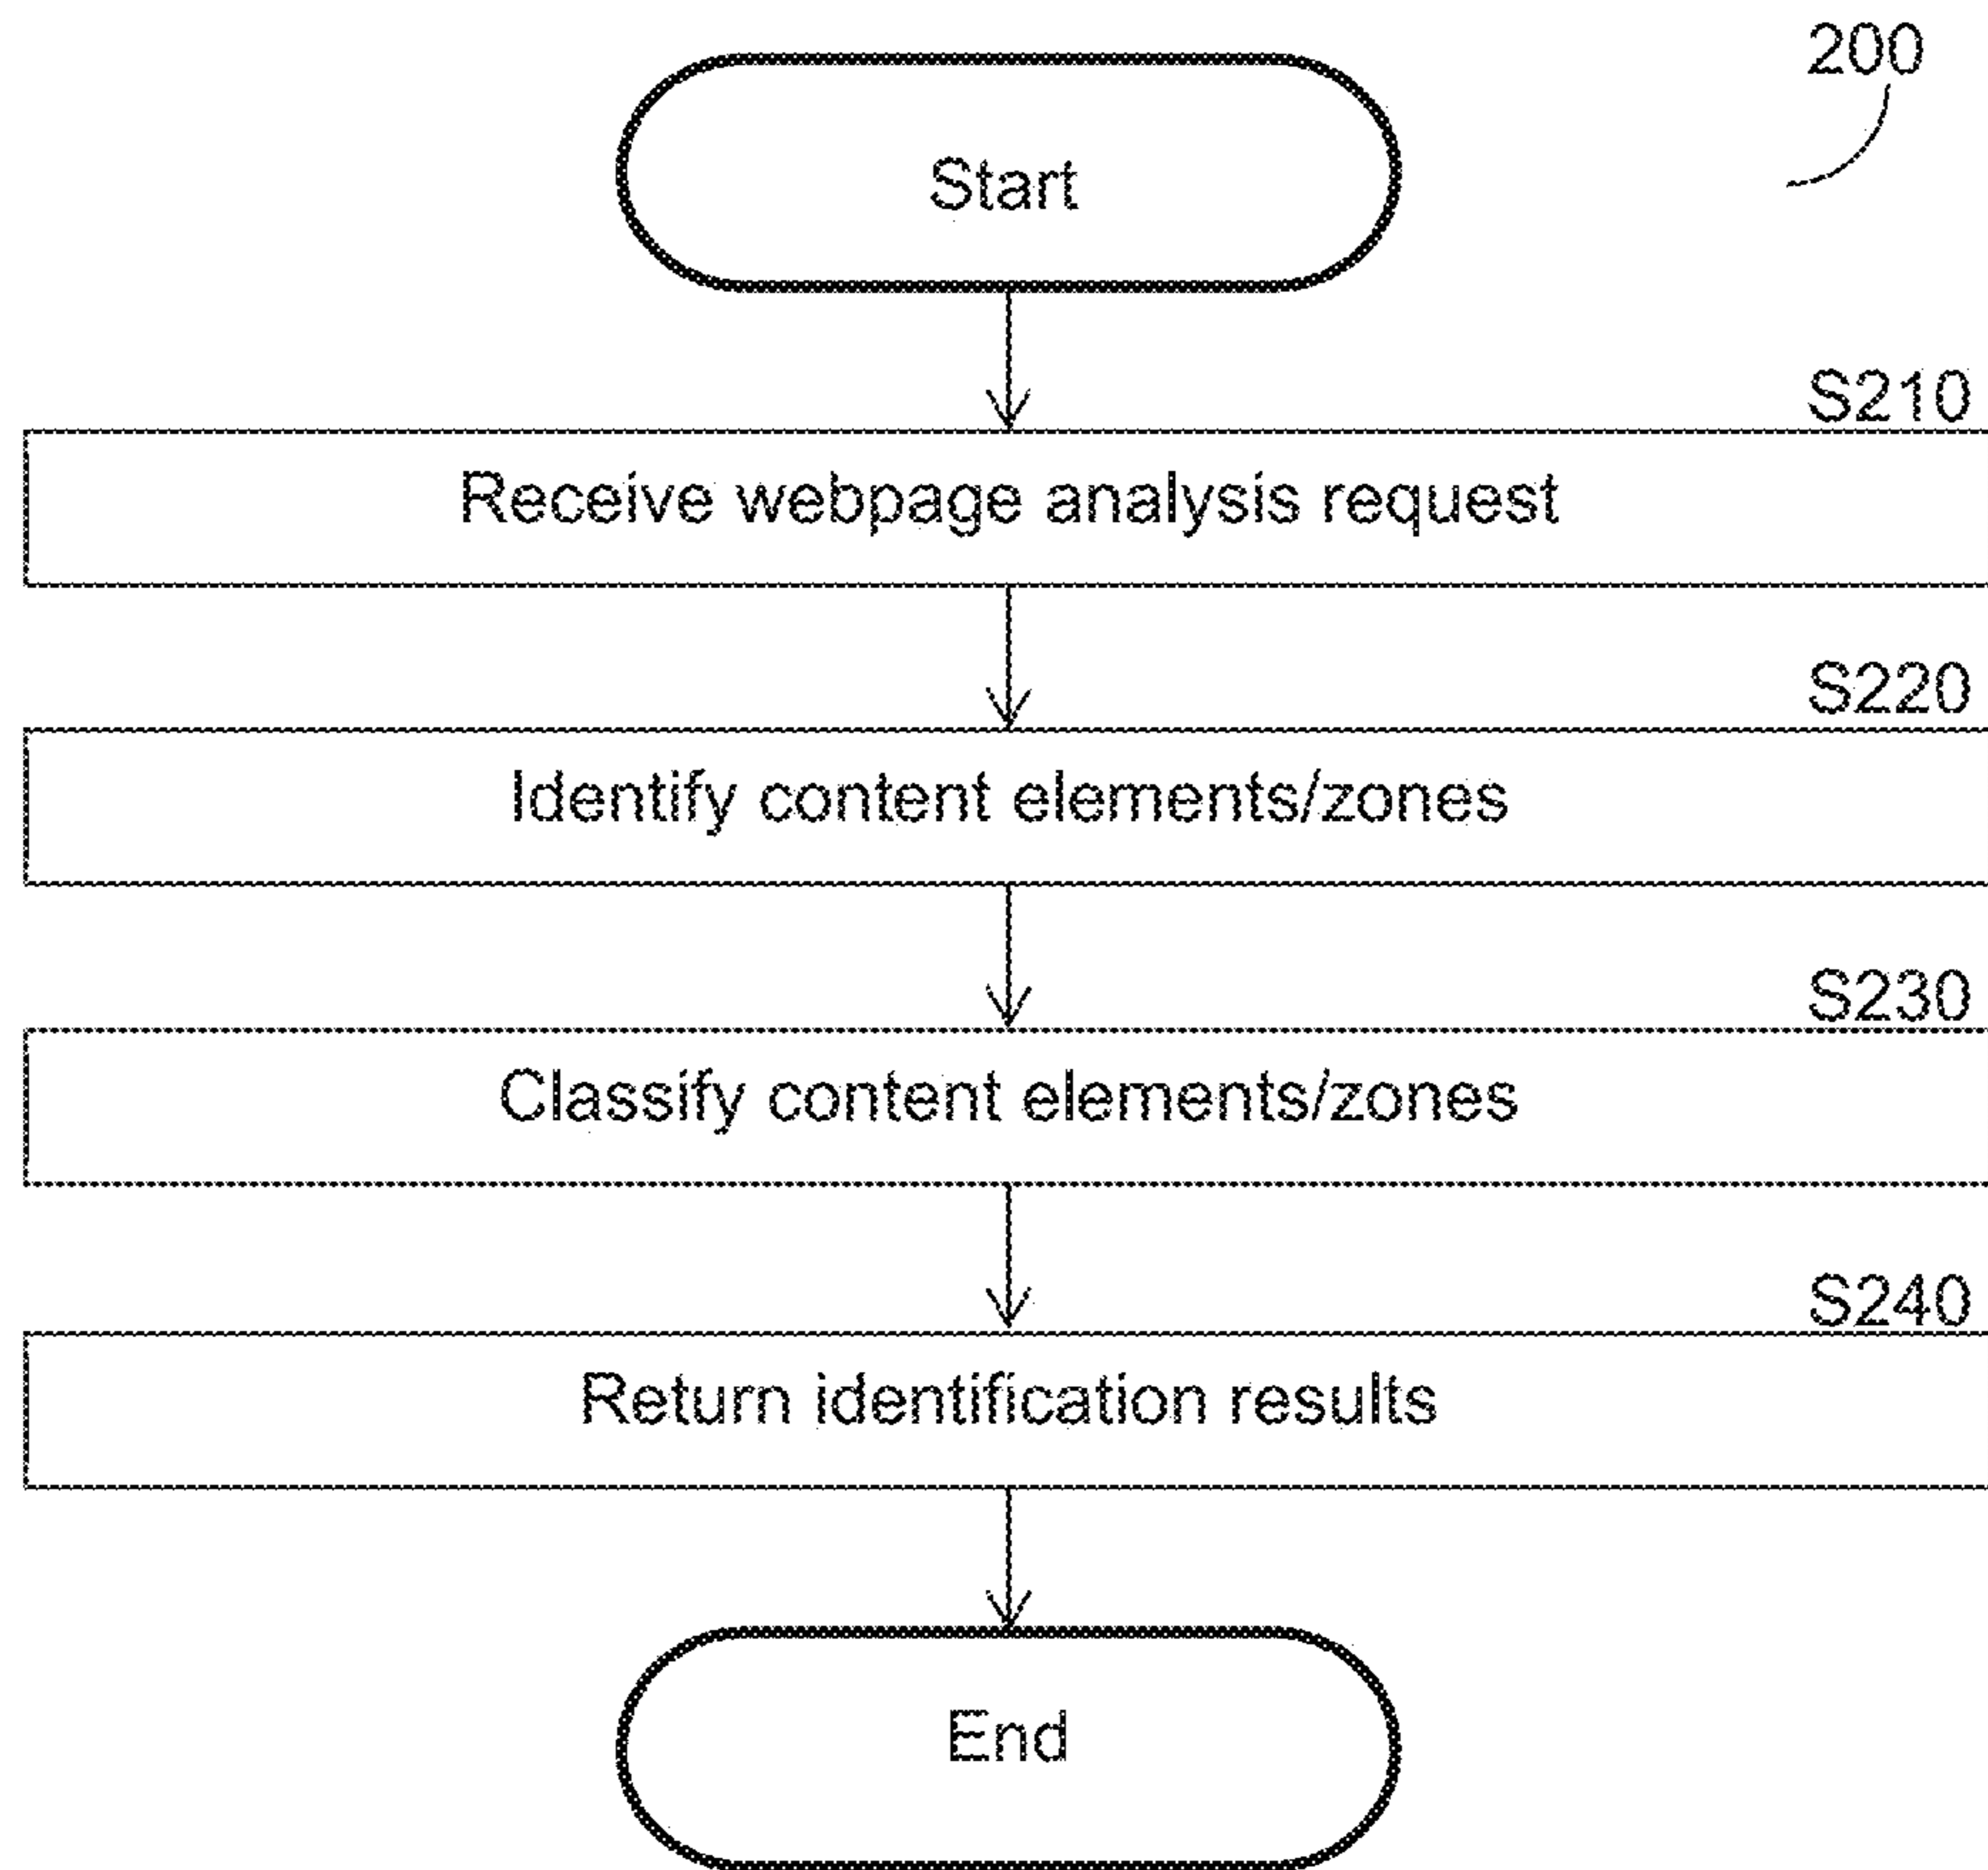 200
Start
S210
Receive webpage analysis request
S220
Identify content elements/zones
S230
Classify content elements/zones
S240
Return identification results
End